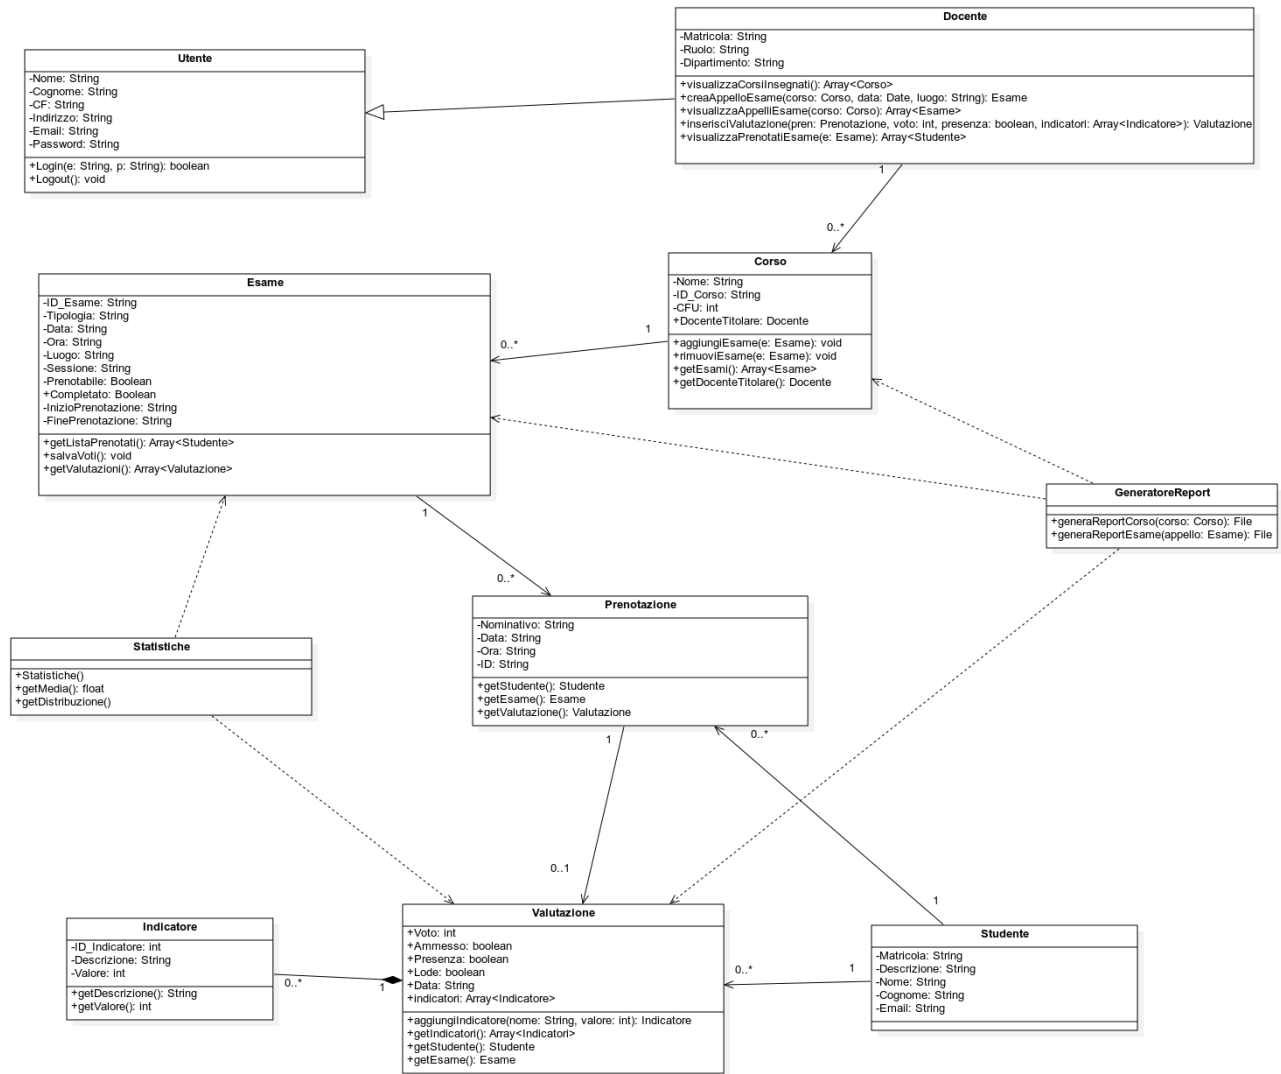 Utente
-Nome: String
-Cognome: String
-CF: String
-Indirizzo: String
-Email: String
-Password: String
+Login(e: String, p: String): boolean
+Logout(): void
Docente
-Matricola: String
-Ruolo: String
-Dipartimento: String
+visualizzaCorsiInsegnati(): Array<Corso>
+creaAppelloEsame(corso: Corso, data: Date, luogo: String): Esame
+visualizzaAppelliEsame(corso: Corso): Array<Esame>
+inserisciValutazione(pren: Prenotazione, voto: int, presenza: boolean, indicatori: Array<Indicatore>): Valutazione
+visualizzaPrenotatiEsame(e: Esame): Array<Studente>
1
0..*
Esame
-ID_Esame: String
-Tipologia: String
-Data: String
-Ora: String
-Luogo: String
-Sessione: String
-Prenotabile: Boolean
+Completato: Boolean
-InizioPrenotazione: String
-FinePrenotazione: String
+getListaPrenotati(): Array<Studente>
+salvaVoti(): void
+getValutazioni(): Array<Valutazione>
Corso
-Nome: String
-ID_Corso: String
-CFU: int
+DocenteTitolare: Docente
+aggiungiEsame(e: Esame): void
+rimuoviEsame(e: Esame): void
+getEsami(): Array<Esame>
+getDocenteTitolare(): Docente
1
0..*
GeneratoreReport
+generaReportCorso(corso: Corso): File
+generaReportEsame(appello: Esame): File
1
0..*
Statistiche
+Statistiche()
+getMedia(): float
+getDistribuzione()
Prenotazione
-Nominativo: String
-Data: String
-Ora: String
-ID: String
+getStudente(): Studente
+getEsame(): Esame
+getValutazione(): Valutazione
1
0..*
0..1
1
Indicatore
-ID_Indicatore: int
-Descrizione: String
-Valore: int
+getDescrizione(): String
+getValore(): int
0..*
1
Valutazione
+Voto: int
+Ammesso: boolean
+Presenza: boolean
+Lode: boolean
+Data: String
+indicatori: Array<Indicatore>
+aggiungiIndicatore(nome: String, valore: int): Indicatore
+getIndicatori(): Array<Indicatori>
+getStudente(): Studente
+getEsame(): Esame
0..*
1
Studente
-Matricola: String
-Descrizione: String
-Nome: String
-Cognome: String
-Email: String